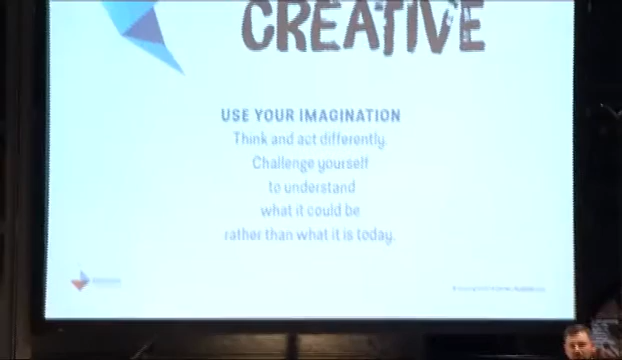 CREATIVE
USE YOUR IMAGINATION
Think and act differently.
Challenge yourself
to understand
what it could be
rather than what it is today.